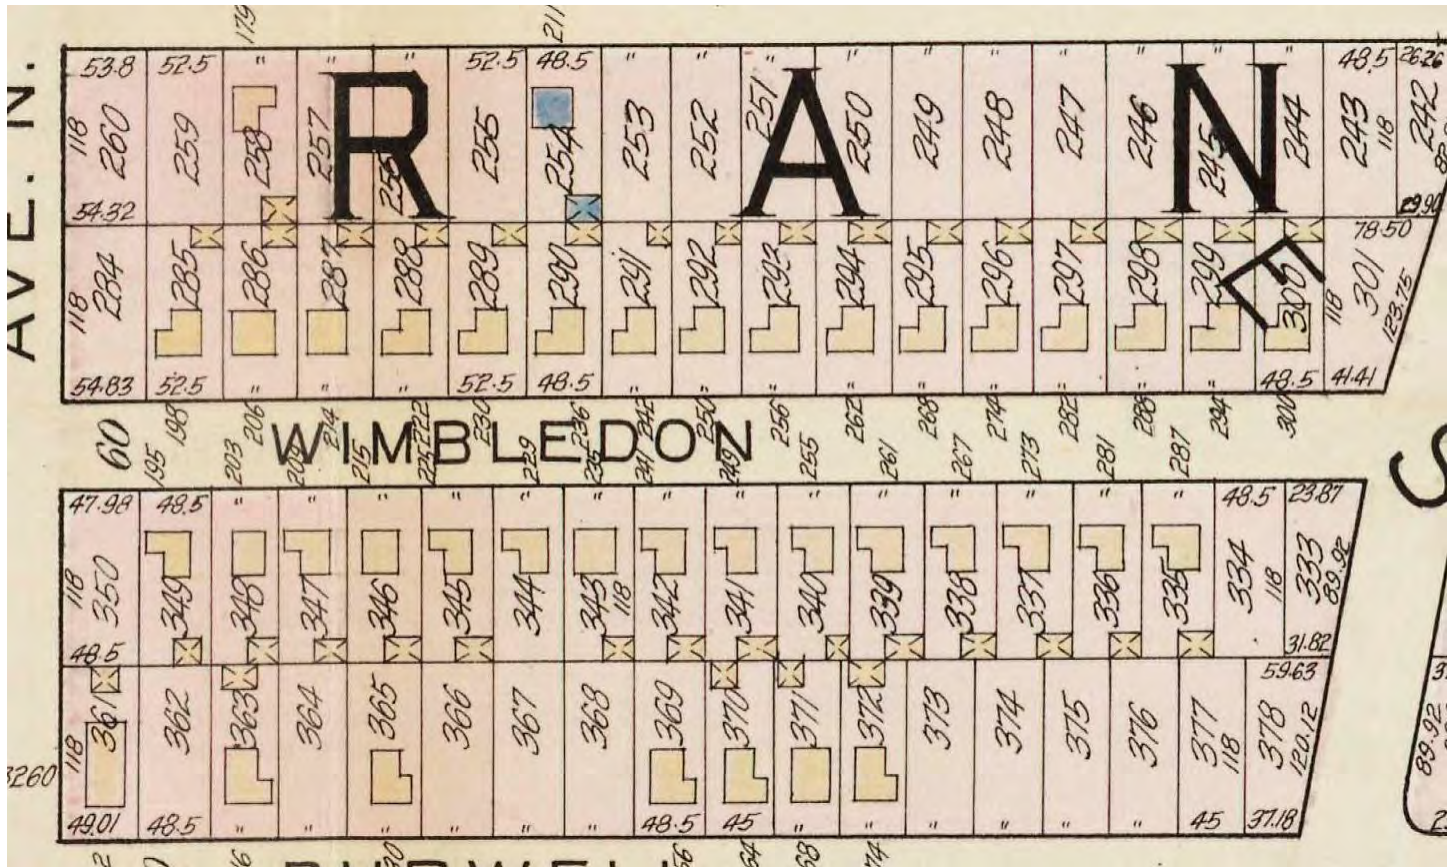 179 211
AVE. N.
53.8 52.5 " " " 52.5 48.5 " " " " " " " " " 48.5 26.26
R A N E
118 260 259 258 257 256 255 254 253 252 251 250 249 248 247 246 245 244 243 118 242
54.32 29.90
78.50
118 284 285 286 287 288 289 290 291 292 293 294 295 296 297 298 299 300 118 301 123.75
54.83 52.5 " " " 52.5 48.5 " " " " " " " " " 48.5 41.41
198 206 214 222 230 236 242 250 256 262 268 274 282 288 294 300
60 WIMBLEDON
195 203 209 215 225 229 235 241 249 255 261 267 273 281 287
S
47.98 48.5 " " " " " " " " " " " " " 48.5 23.87
118 350 349 348 347 346 345 344 343 118 342 341 340 339 338 337 336 335 334 118 333 89.92
48.5 31.82
59.63
118 361 362 363 364 365 366 367 368 369 370 371 372 373 374 375 376 377 118 378 120.12
89.92
3260
49.01 48.5 " " " " " " 48.5 45 " " " " " 45 37.18